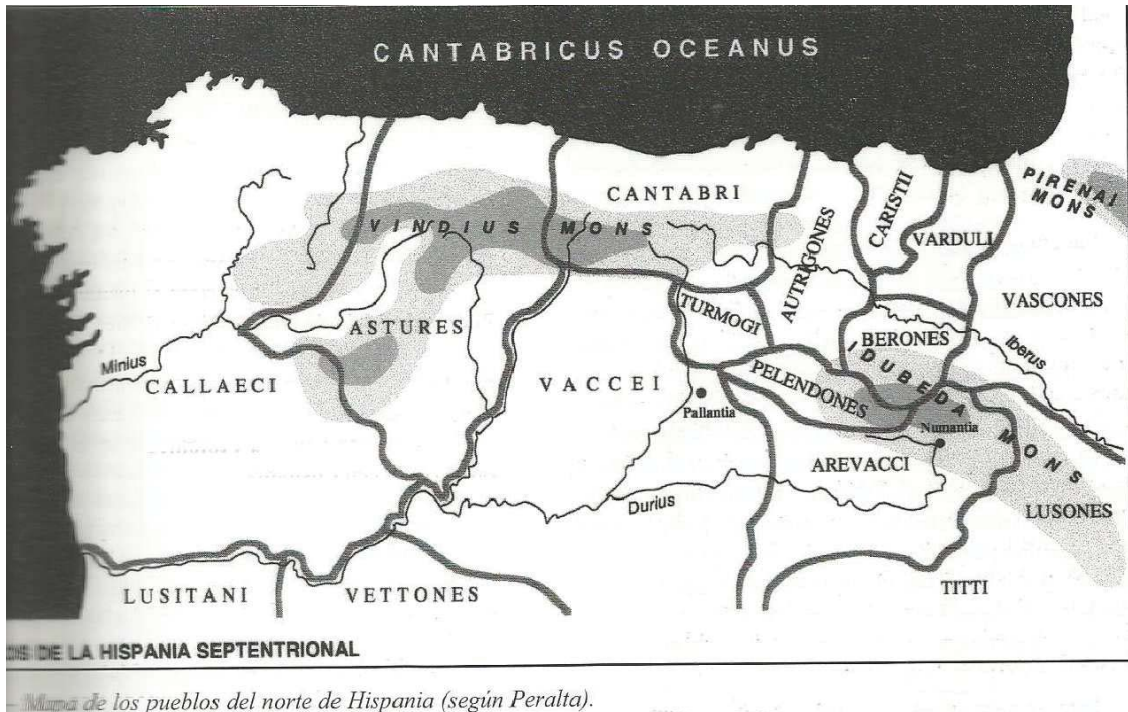 CANTABRICUS OCEANUS
PIRENAI
MONS
CANTABRI
CARISTII
VARDULI
VINDIUS MONS
AUTRIGONES
VASCONES
TURMOGI
ASTURES
BERONES
Iberus
Minius
CALLAECI
VACCEI
PELENDONES
IDUBEDA MONS
Pallantia
Numantia
AREVACCI
Durius
LUSONES
LUSITANI
VETTONES
TITTI
DE LA HISPANIA SEPTENTRIONAL
Mapa de los pueblos del norte de Hispania (según Peralta).